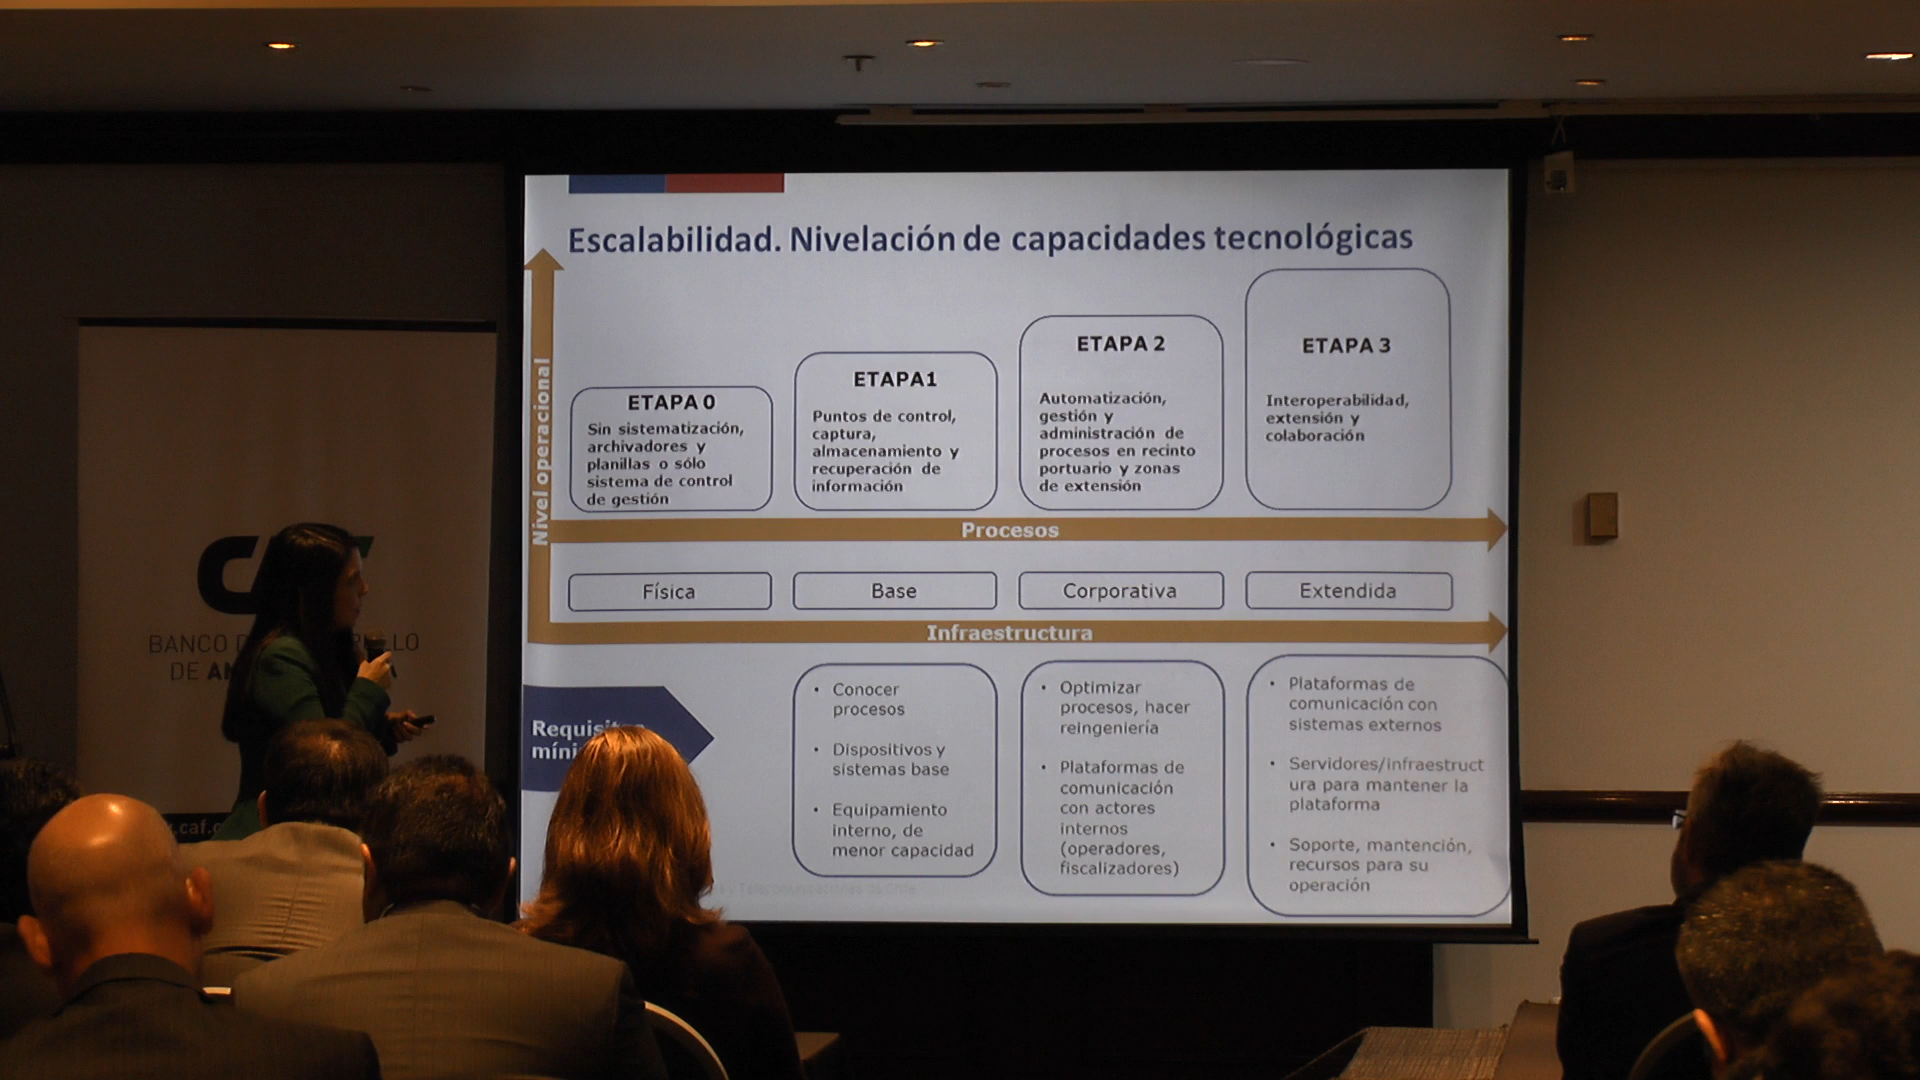 Escalabilidad. Nivelación de capacidades tecnológicas
Nivel operacional
ETAPA 0
Sin sistematización,
archivadores y
planillas o sólo
sistema de control
de gestión
ETAPA1
Puntos de control,
captura,
almacenamiento y
recuperación de
información
ETAPA 2
Automatización,
gestión y
administración de
procesos en recinto
portuario y zonas
de extensión
ETAPA 3
Interoperabilidad,
extensión y
colaboración
Procesos
Física
Base
Corporativa
Extendida
Infraestructura
• Conocer
procesos
• Dispositivos y
sistemas base
• Equipamiento
interno, de
menor capacidad
• Optimizar
procesos, hacer
reingeniería
• Plataformas de
comunicación
con actores
internos
(operadores,
fiscalizadores)
• Plataformas de
comunicación con
sistemas externos
• Servidores/infraestruct
ura para mantener la
plataforma
• Soporte, mantención,
recursos para su
operación
BANCO
DE